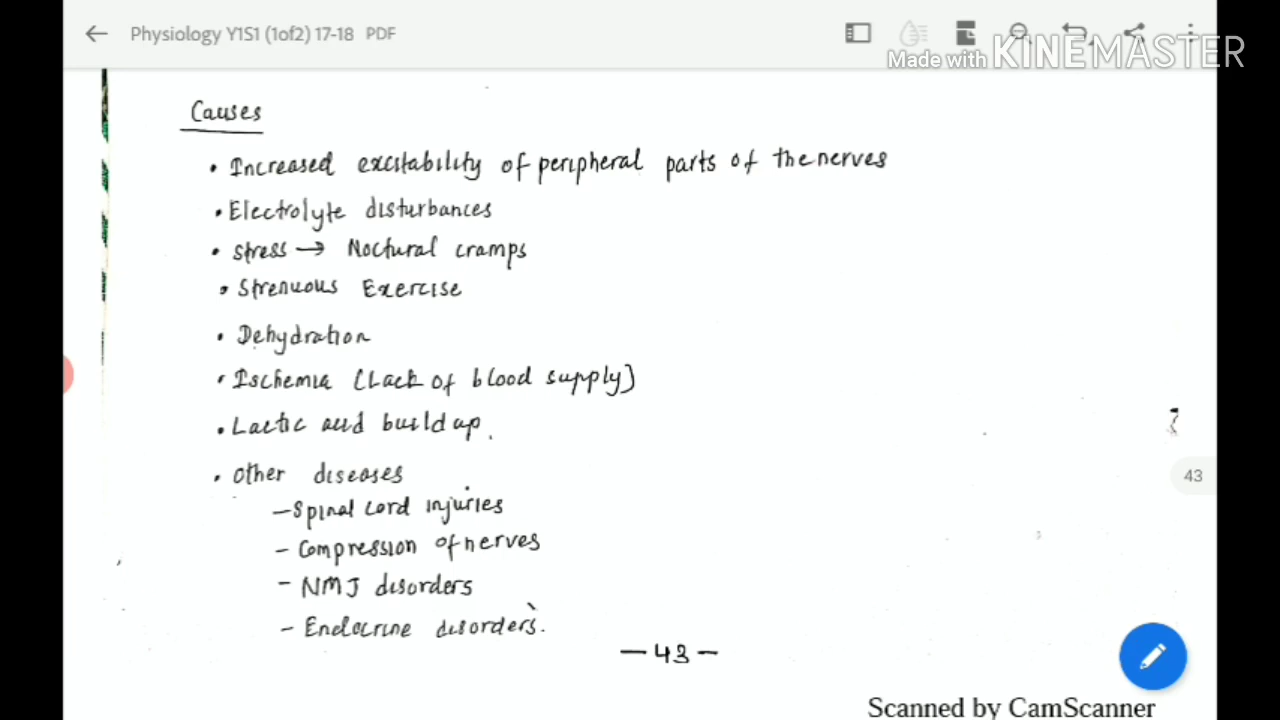 Physiology Y1S1 (1of2) 17-18 PDF
Made with KINEMASTER
Causes
• Increased excitability of peripheral parts of the nerves
• Electrolyte disturbances
• Stress → Noctural cramps
• Strenuous Exercise
• Dehydration
• Ischemia (Lack of blood supply)
• Lactic acid build up.
• Other diseases
– Spinal cord injuries
– Compression of nerves
– NMJ disorders
– Endocrine disorders.
43
— 43 —
Scanned by CamScanner